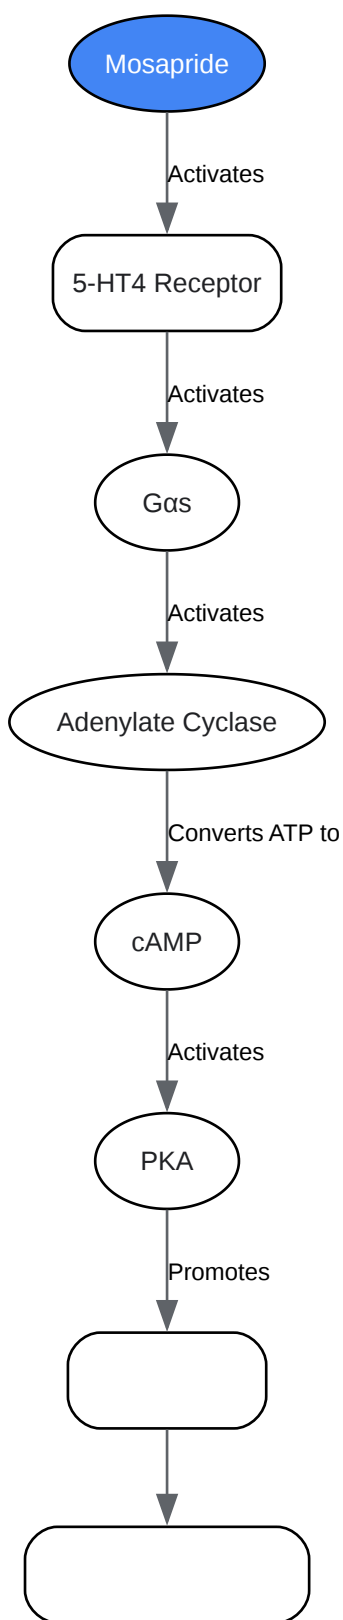 Mosapride
Activates
5-HT4 Receptor
Activates
Gαs
Activates
Adenylate Cyclase
Converts ATP to
cAMP
Activates
PKA
Promotes